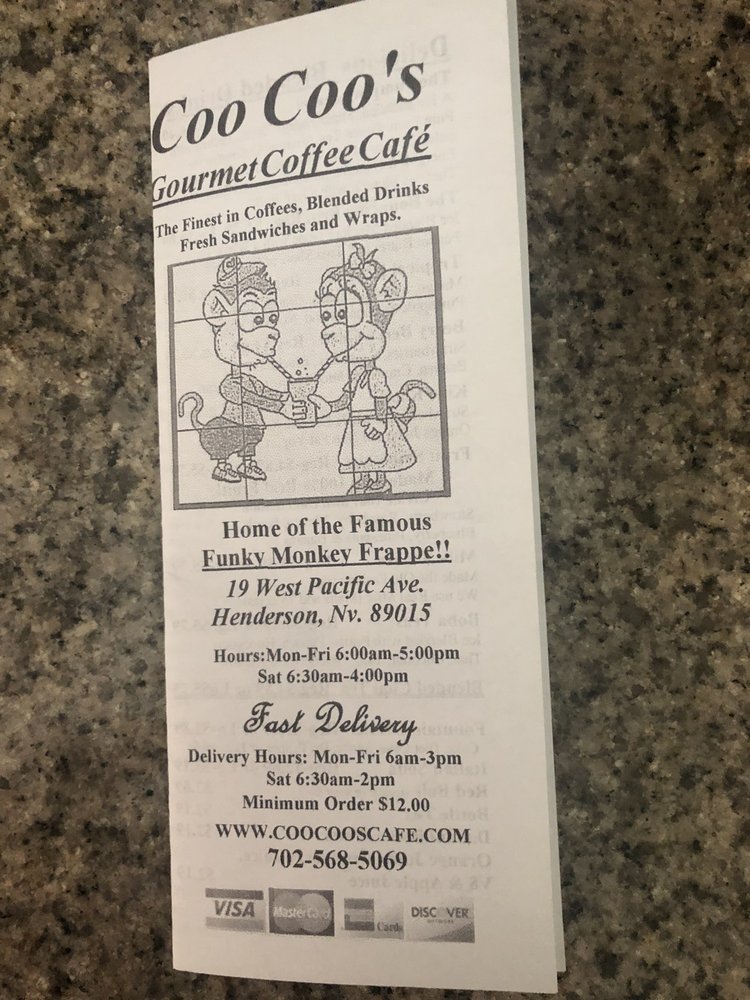 Coo Coo's
Gourmet Coffee Café
The Finest in Coffees, Blended Drinks
Fresh Sandwiches and Wraps.
Home of the Famous
Funky Monkey Frappe!!
19 West Pacific Ave.
Henderson, Nv. 89015
Hours:Mon-Fri 6:00am-5:00pm
Sat 6:30am-4:00pm
Fast Delivery
Delivery Hours: Mon-Fri 6am-3pm
Sat 6:30am-2pm
Minimum Order $12.00
WWW.COOCOOSCAFE.COM
702-568-5069
VISA MasterCard Cards DISCOVER